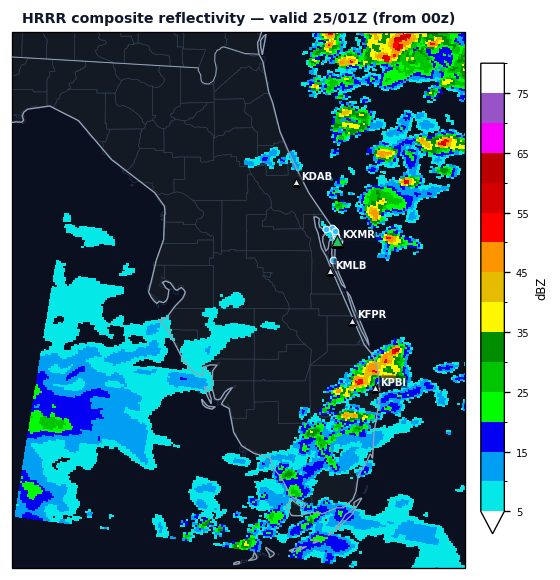 HRRR composite reflectivity — valid 25/01Z (from 00z)
KDAB
KXMR
KMLB
KFPR
KPBI
75
65
55
45
35
25
15
5
dBZ